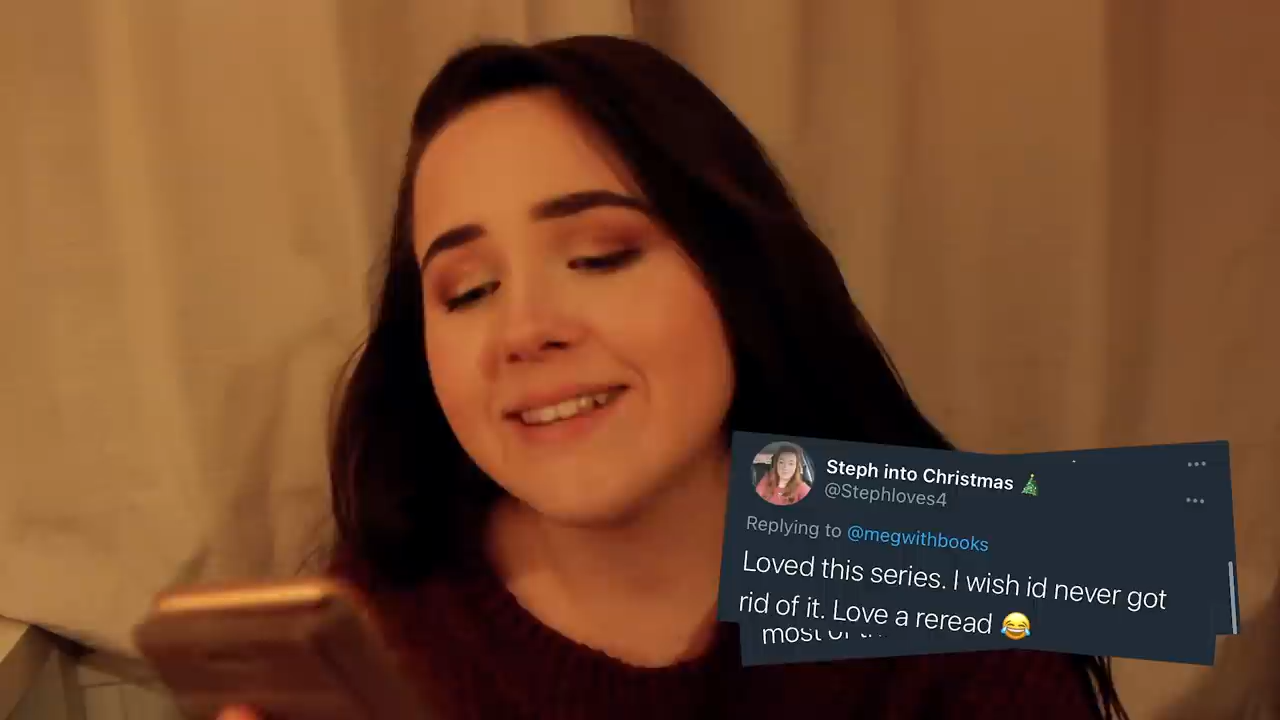 Steph into Christmas 🎄
@Stephloves4
Replying to @megwithbooks
Loved this series. I wish id never got
rid of it. Love a reread 😂
most